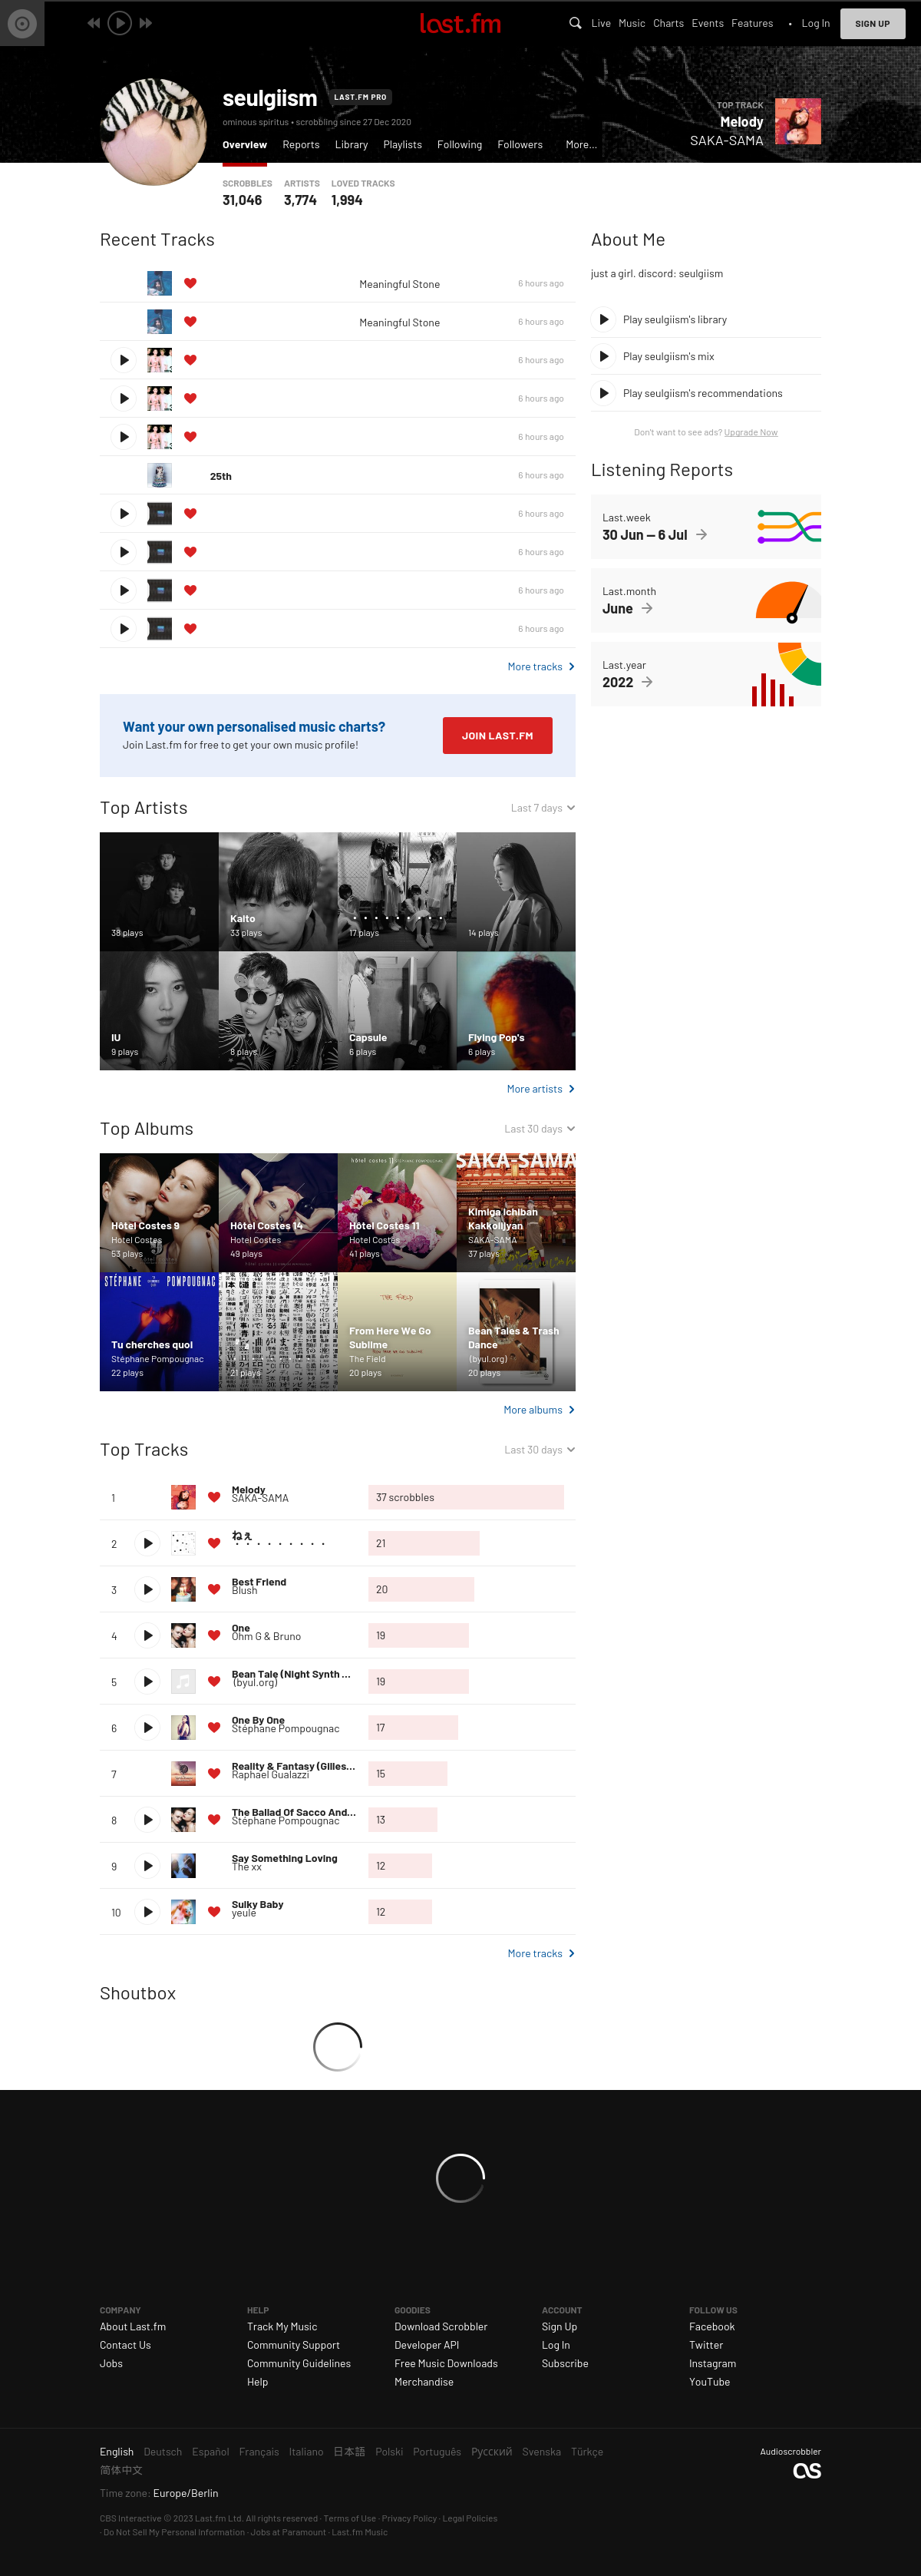 last.fm
Live Music Charts Events Features • Log In SIGN UP
seulgiism LAST.FM PRO
ominous spiritus • scrobbling since 27 Dec 2020
Overview Reports Library Playlists Following Followers More...
TOP TRACK
Melody
SAKA-SAMA
SCROBBLES ARTISTS LOVED TRACKS
31,046 3,774 1,994
Recent Tracks
Meaningful Stone 6 hours ago
Meaningful Stone 6 hours ago
6 hours ago
6 hours ago
6 hours ago
25th 6 hours ago
6 hours ago
6 hours ago
6 hours ago
6 hours ago
More tracks
Want your own personalised music charts?
Join Last.fm for free to get your own music profile!
JOIN LAST.FM
About Me
just a girl. discord: seulgiism
Play seulgiism's library
Play seulgiism's mix
Play seulgiism's recommendations
Don't want to see ads? Upgrade Now
Listening Reports
Last.week
30 Jun — 6 Jul
Last.month
June
Last.year
2022
Top Artists Last 7 days
38 plays
Kaito
33 plays
・・・・・・・・・
17 plays
14 plays
IU
9 plays
8 plays
Capsule
6 plays
Flying Pop's
6 plays
More artists
Top Albums Last 30 days
Hôtel Costes 9
Hotel Costes
53 plays
Hôtel Costes 14
Hotel Costes
49 plays
hôtel costes 11 STÉPHANE POMPOUGNAC
Hôtel Costes 11
Hotel Costes
41 plays
SAKA-SAMA
Kimiga Ichiban
Kakkoiijyan
SAKA-SAMA
37 plays
STÉPHANE POMPOUGNAC
Tu cherches quoi
Stéphane Pompougnac
22 plays
21 plays
THE FIELD
From Here We Go
Sublime
The Field
20 plays
Bean Tales & Trash
Dance
(byul.org)
20 plays
More albums
Top Tracks Last 30 days
1 Melody
SAKA-SAMA
37 scrobbles
2 ねぇ
・・・・・・・・・
21
3 Best Friend
Blush
20
4 One
Ohm G & Bruno
19
5 Bean Tale (Night Synth ...
(byul.org)
19
6 One By One
Stéphane Pompougnac
17
7 Reality & Fantasy (Gilles...
Raphael Gualazzi
15
8 The Ballad Of Sacco And...
Stéphane Pompougnac
13
9 Say Something Loving
The xx
12
10 Sulky Baby
yeule
12
More tracks
Shoutbox
COMPANY
About Last.fm
Contact Us
Jobs
HELP
Track My Music
Community Support
Community Guidelines
Help
GOODIES
Download Scrobbler
Developer API
Free Music Downloads
Merchandise
ACCOUNT
Sign Up
Log In
Subscribe
FOLLOW US
Facebook
Twitter
Instagram
YouTube
English Deutsch Español Français Italiano 日本語 Polski Português Русский Svenska Türkçe
简体中文
Time zone: Europe/Berlin
Audioscrobbler
CBS Interactive © 2023 Last.fm Ltd. All rights reserved · Terms of Use · Privacy Policy · Legal Policies
· Do Not Sell My Personal Information · Jobs at Paramount · Last.fm Music